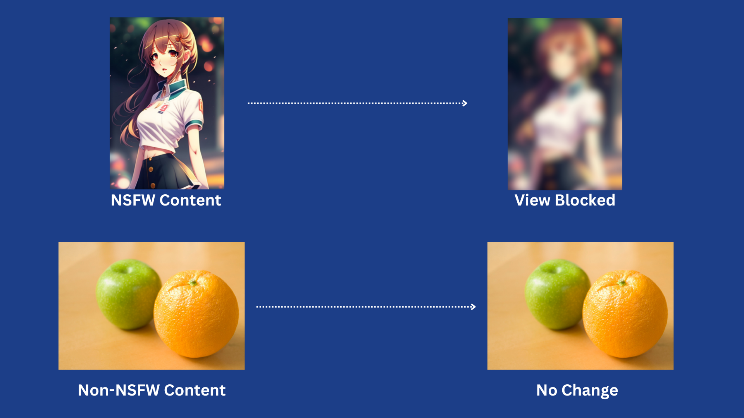 NSFW Content
View Blocked
Non-NSFW Content
No Change